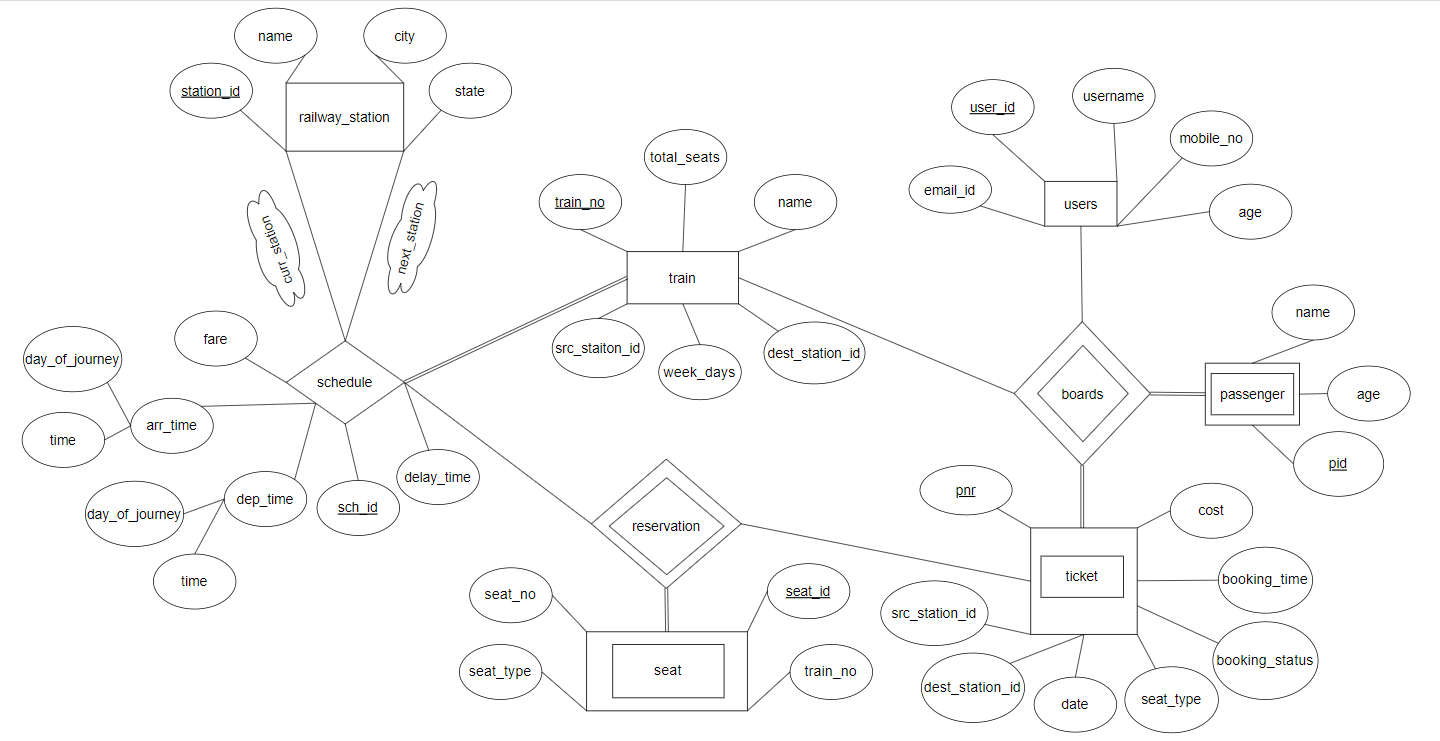 name
city
station_id
state
railway_station
curr_station
next_station
total_seats
train_no
name
train
src_staiton_id
week_days
dest_station_id
user_id
username
mobile_no
email_id
users
age
name
boards
passenger
age
pid
fare
day_of_journey
schedule
time
arr_time
day_of_journey
dep_time
time
sch_id
delay_time
reservation
seat_no
seat_id
seat_type
seat
train_no
pnr
cost
ticket
booking_time
src_station_id
booking_status
dest_station_id
date
seat_type